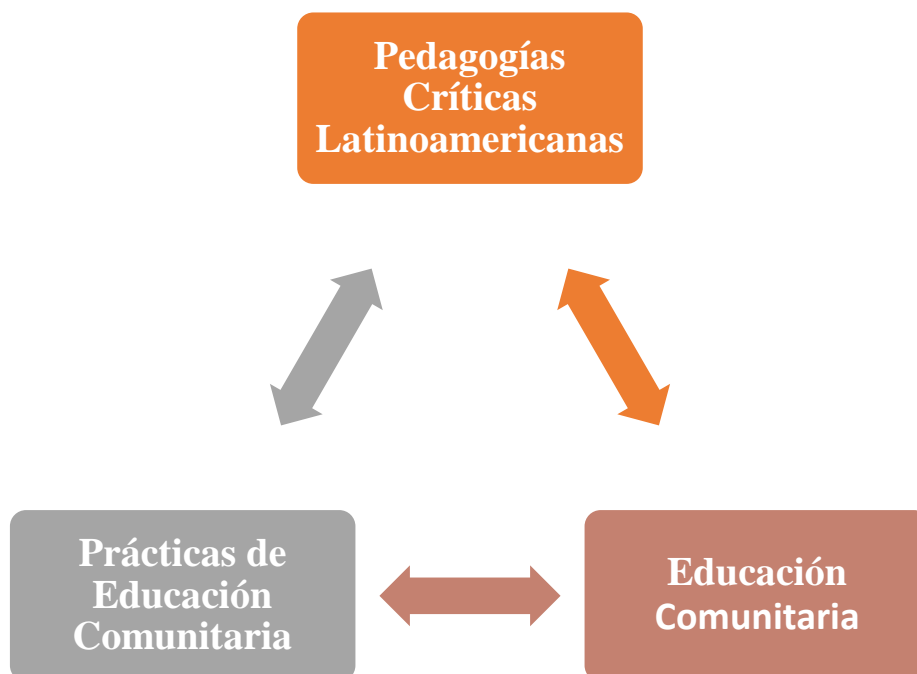 Pedagogías
Críticas
Latinoamericanas
Prácticas de
Educación
Comunitaria
Educación
Comunitaria